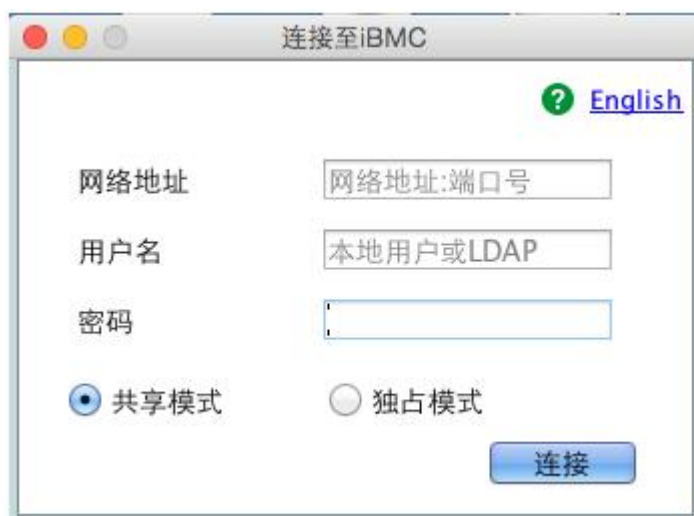 连接至iBMC
? English
网络地址 网络地址:端口号
用户名 本地用户或LDAP
密码
共享模式 独占模式
连接